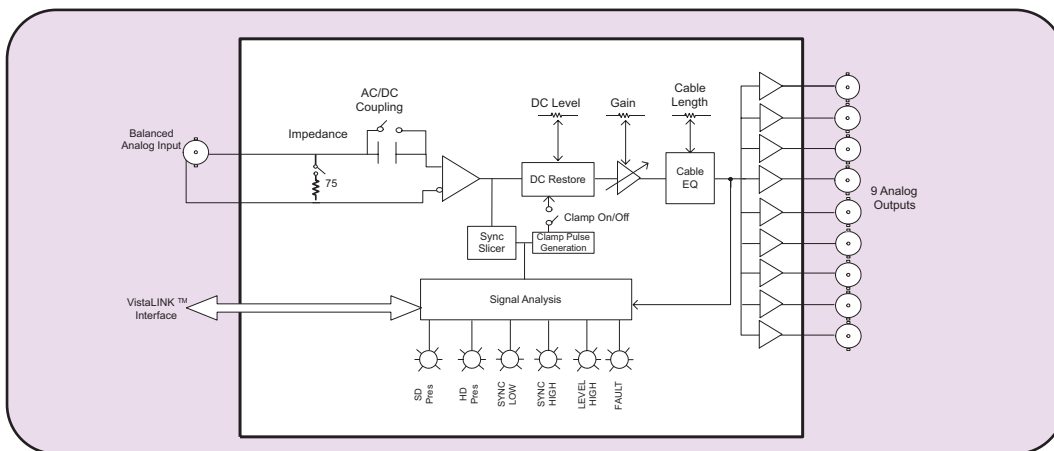 AC/DC
Coupling
DC Level
Gain
Cable
Length
Balanced
Analog Input
Impedance
75
DC Restore
Cable
EQ
9 Analog
Outputs
Clamp On/Off
Sync
Slicer
Clamp Pulse
Generation
VistaLINK ™
Interface
Signal Analysis
SD
Pres
HD
Pres
SYNC
LOW
SYNC
HIGH
LEVEL
HIGH
FAULT